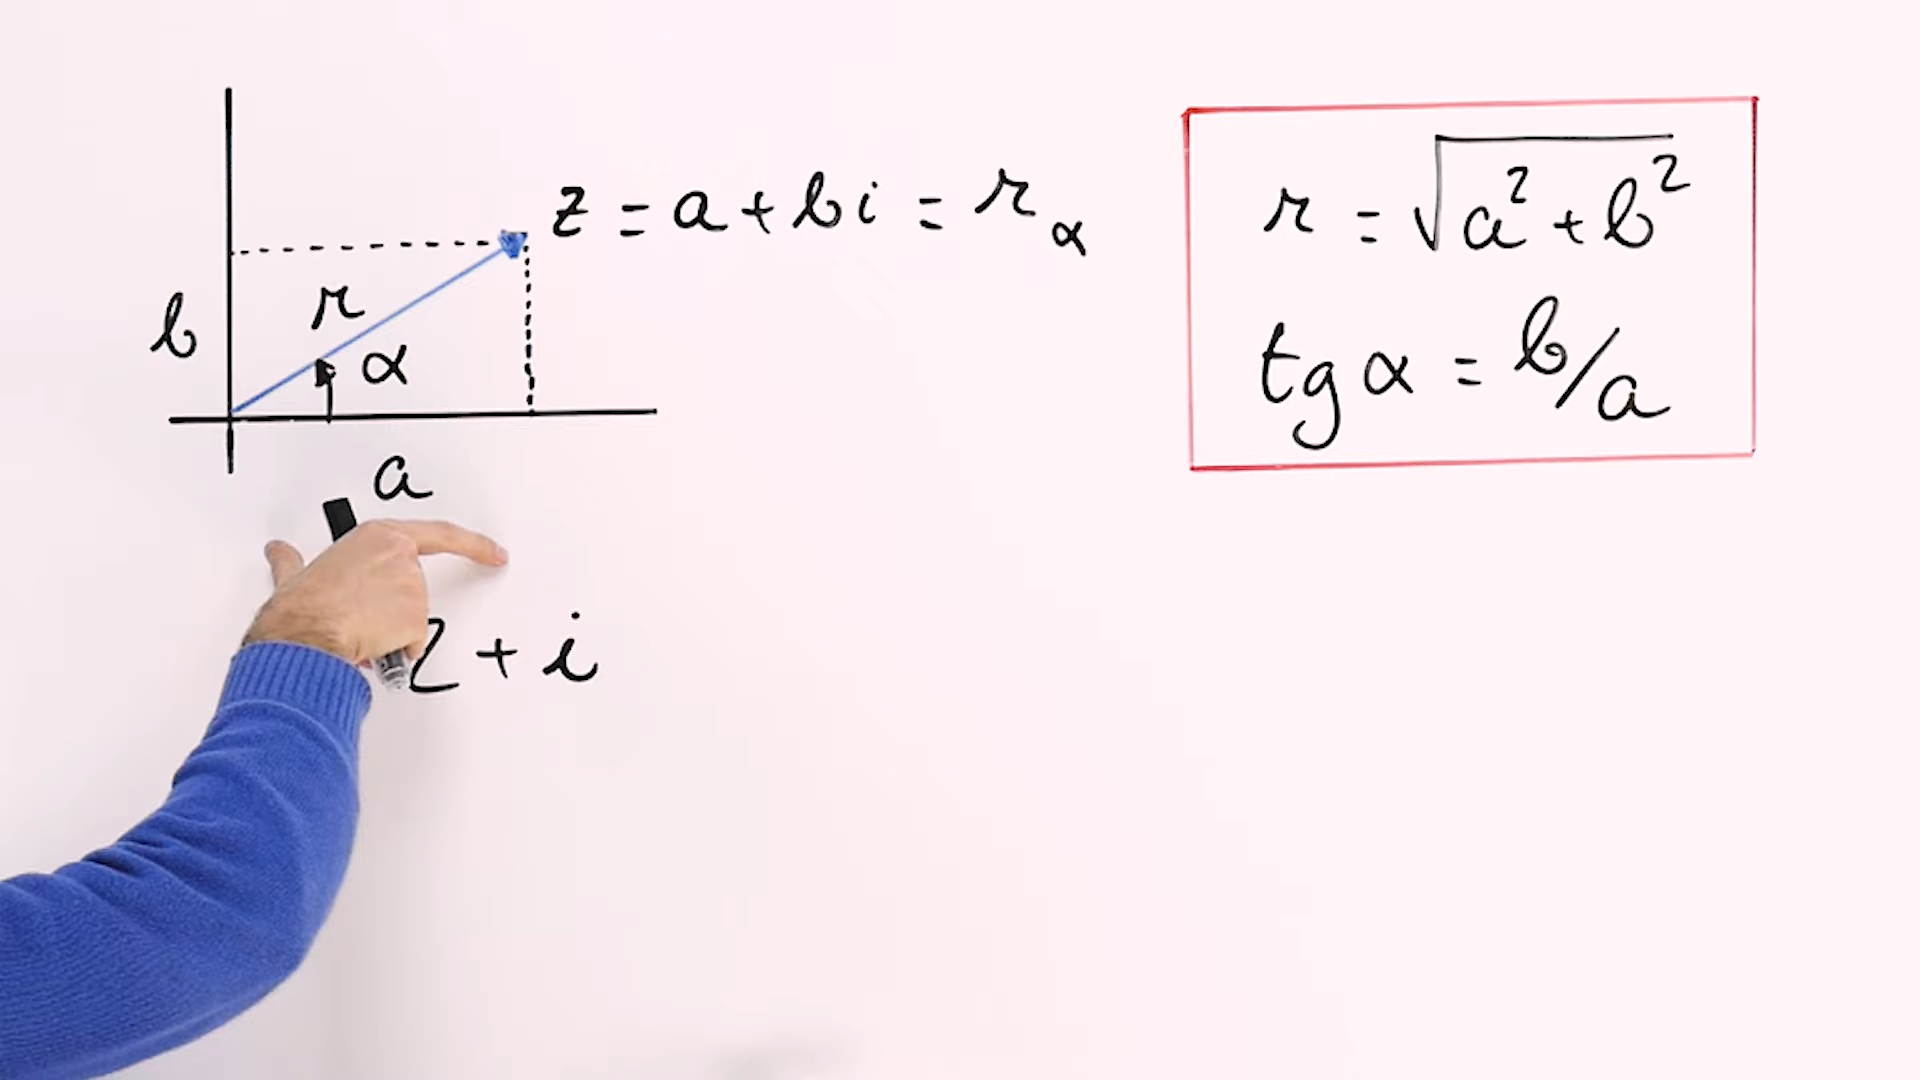 z = a + bi = r_α
b
r
α
a
r = √(a² + b²)
tg α = b/a
2 + i